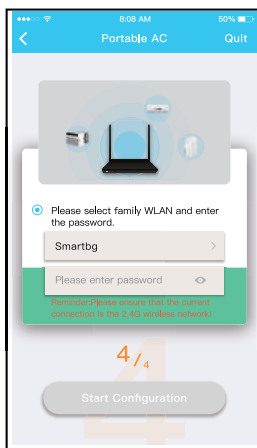 8:08 AM
50%
Portable AC
Quit
Please select family WLAN and enter
the password.
Smartbg
Please enter password
Reminder:Please ensure that the current
connection is the 2.4G wireless network!
4/4
Start Configuration